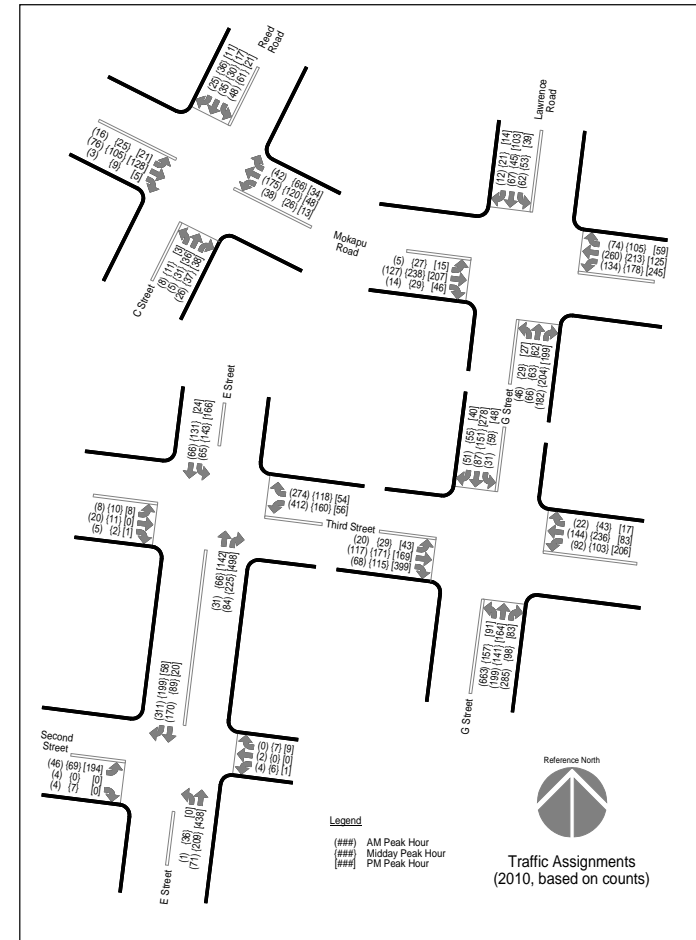 Reed
Road
(25) {36} [11]
(35) {30} [17]
(48) {61} [21]
(16) {25} [21]
(76) {105} [128]
(3) {9} [5]
(42) {66} [34]
(175) {120} [48]
(38) {26} [13]
(6) {11} [3]
(5) {31} [36]
(26) {37} [38]
C Street
Mokapu
Road
Lawrence
Road
(12) {21} [14]
(67) {45} [103]
(62) {53} [39]
(74) {105} [59]
(260) {213} [125]
(134) {178} [245]
(5) {27} [15]
(127) {238} [207]
(14) {29} [46]
(46) {29} [27]
(66) {63} [62]
(182) {204} [199]
G Street
E Street
(66) {131} [24]
(65) {143} [166]
(8) {10} [8]
(20) {11} [0]
(5) {2} [1]
(274) {118} [54]
(412) {160} [56]
Third Street
(31) {66} [142]
(84) {225} [498]
(51) {55} [40]
(87) {151} [278]
(31) {59} [48]
(20) {29} [43]
(117) {171} [169]
(68) {115} [399]
(22) {43} [17]
(144) {236} [83]
(92) {103} [206]
(663) {157} [91]
(199) {141} [164]
(285) {98} [83]
G Street
(311) {199} [58]
(170) {89} [20]
Second
Street
(46) {69} [194]
(4) {0} [0]
(4) {7} [0]
(0) {7} [9]
(2) {0} [0]
(4) {6} [1]
(1) {36} [0]
(71) {209} [438]
E Street
Legend
(###) AM Peak Hour
{###} Midday Peak Hour
[###] PM Peak Hour
Reference North
Traffic Assignments
(2010, based on counts)